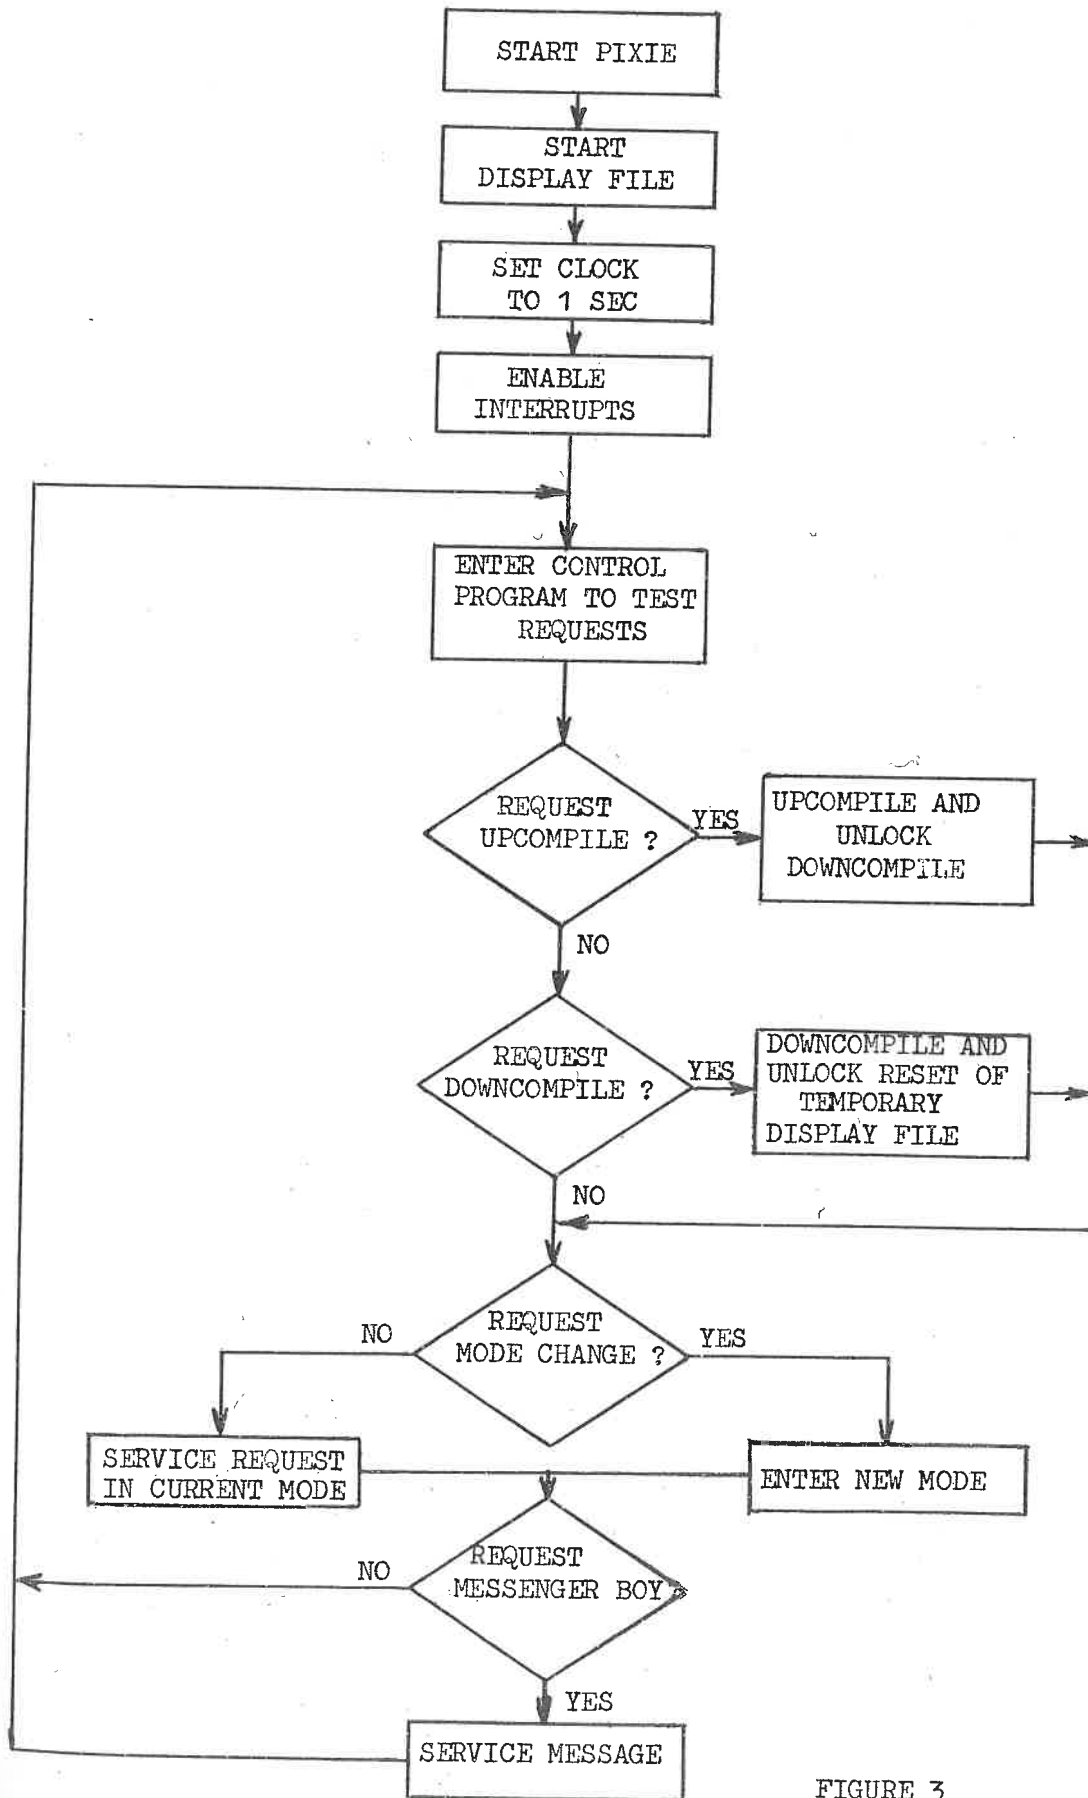 START PIXIE
START
DISPLAY FILE
SET CLOCK
TO 1 SEC
ENABLE
INTERRUPTS
ENTER CONTROL
PROGRAM TO TEST
REQUESTS
REQUEST
UPCOMPILE ?
YES
UPCOMPILE AND
UNLOCK
DOWNCOMPILE
NO
REQUEST
DOWNCOMPILE ?
YES
DOWNCOMPILE AND
UNLOCK RESET OF
TEMPORARY
DISPLAY FILE
NO
REQUEST
MODE CHANGE ?
NO
YES
SERVICE REQUEST
IN CURRENT MODE
ENTER NEW MODE
REQUEST
MESSENGER BOY ?
NO
YES
SERVICE MESSAGE
FIGURE 3